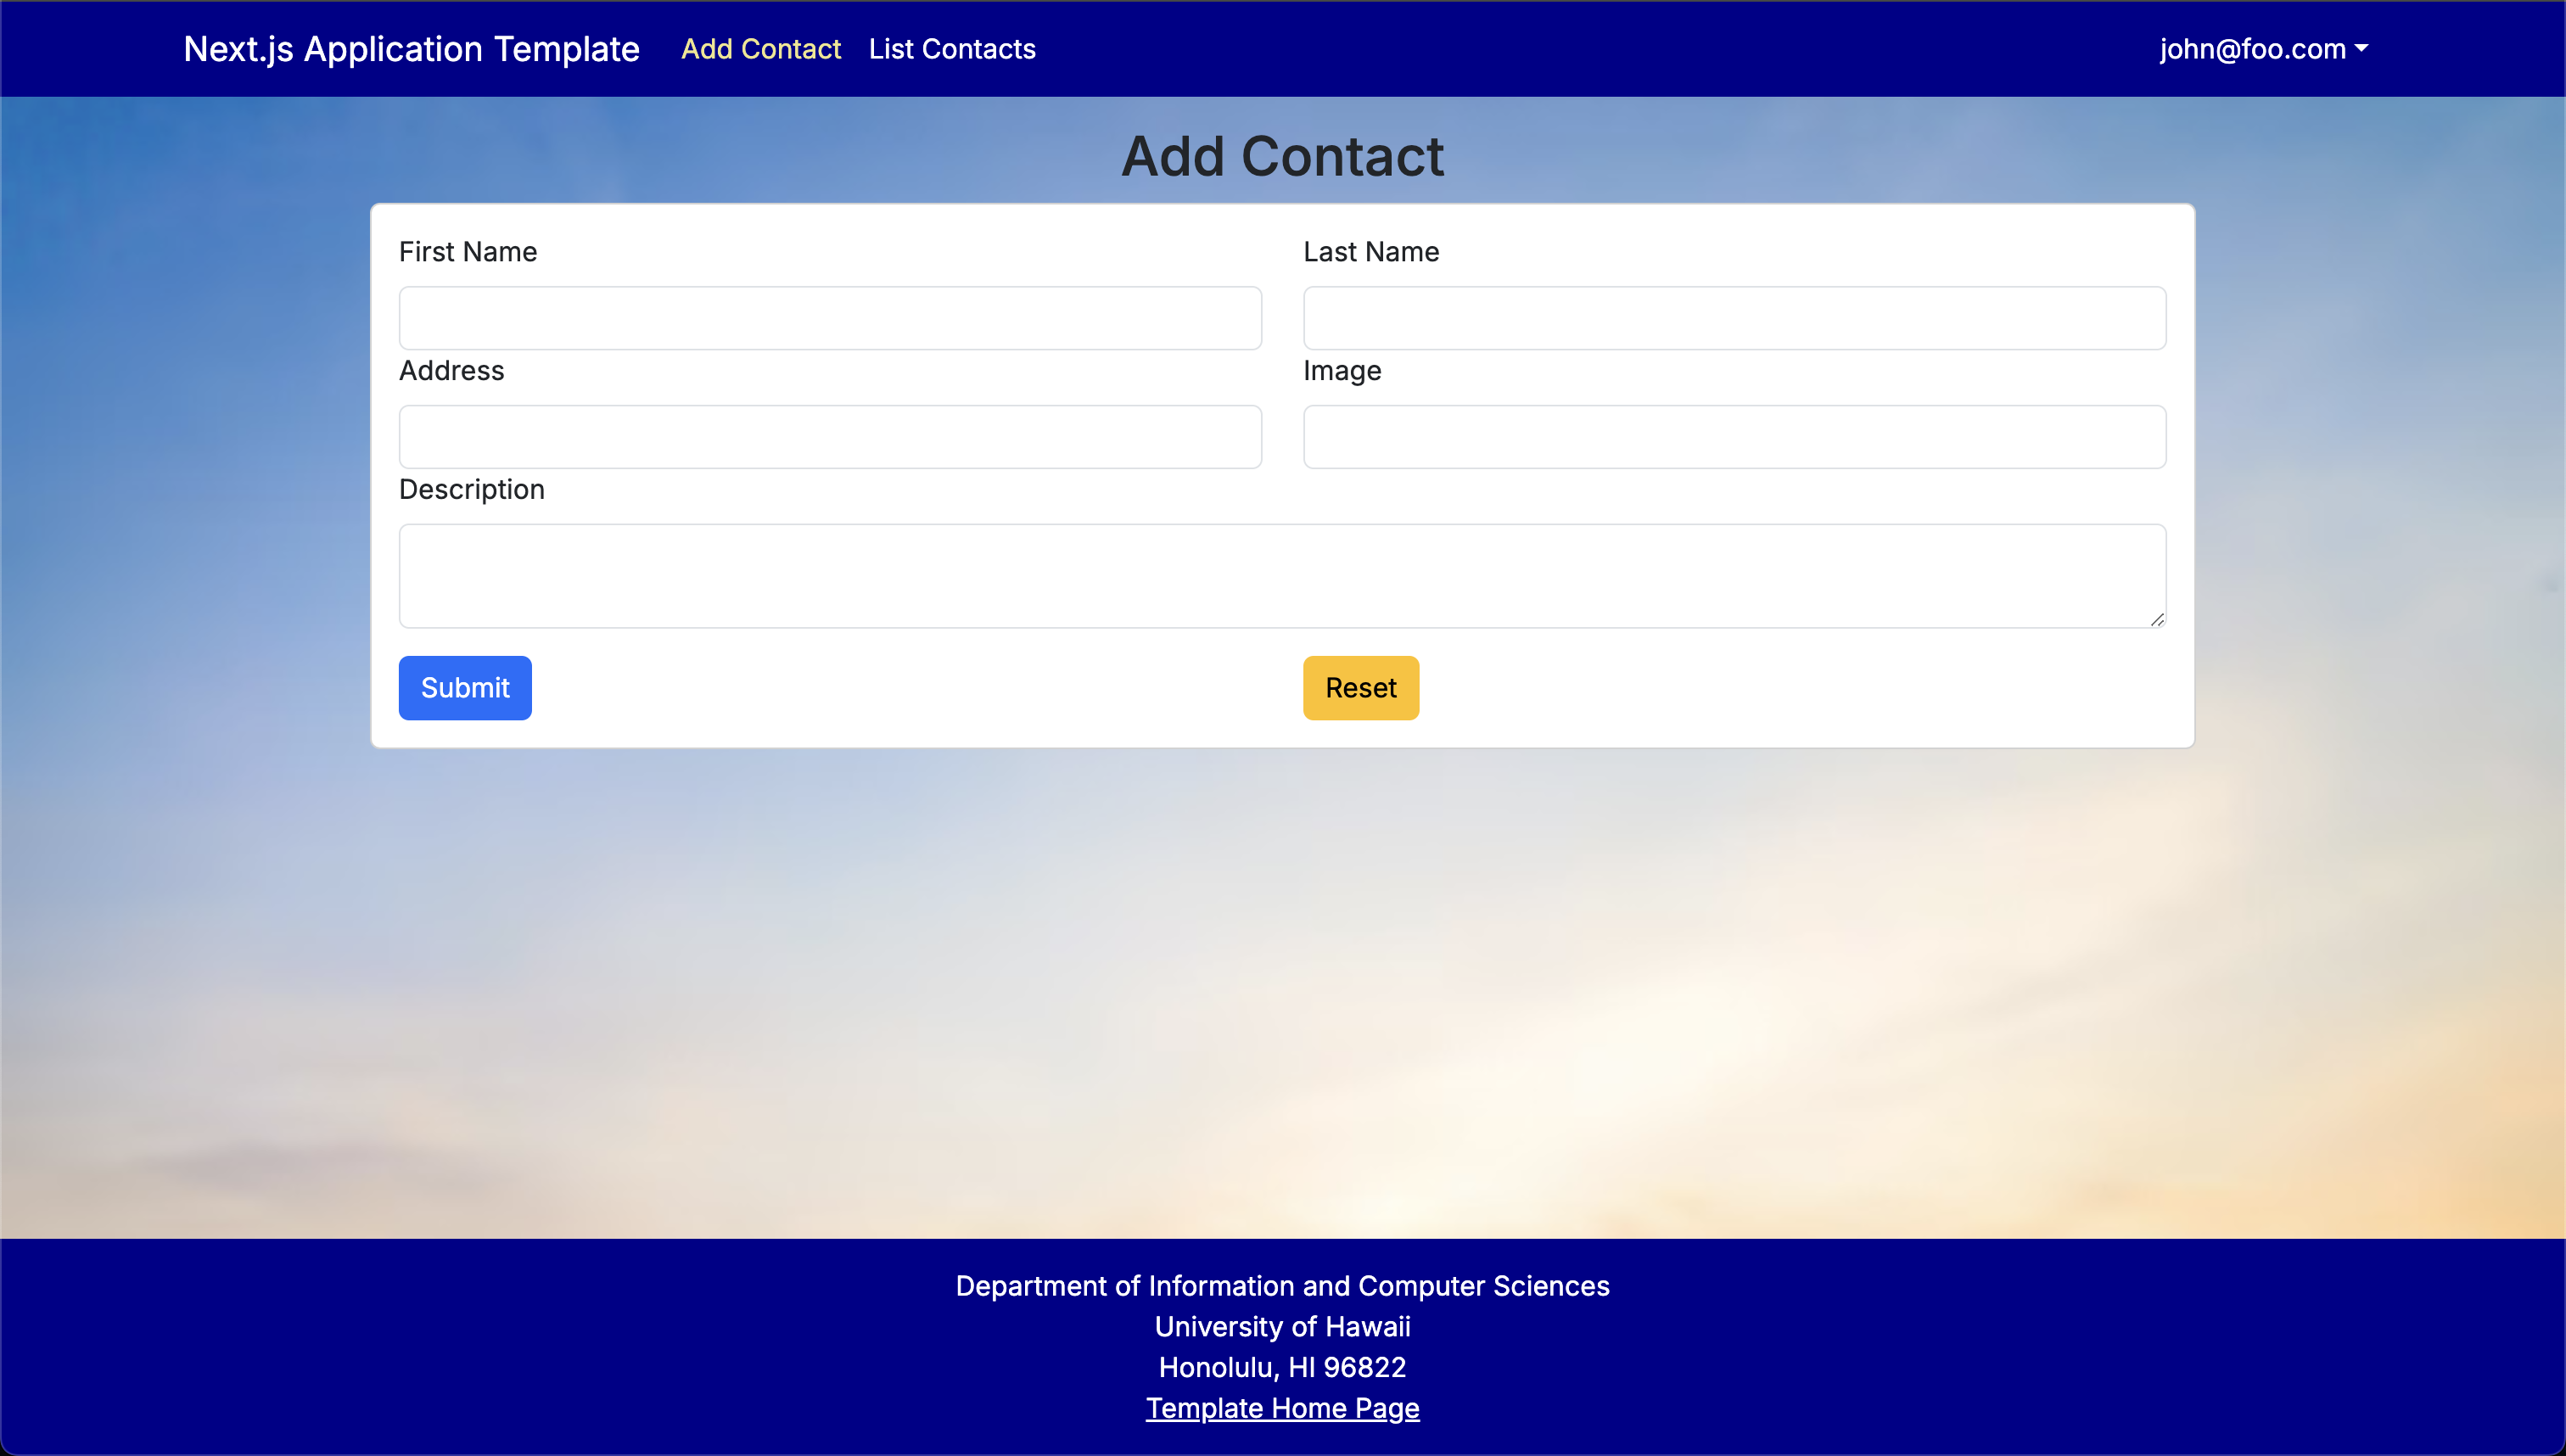 Next.js Application Template Add Contact List Contacts john@foo.com
Add Contact
First Name Last Name
Address Image
Description
Submit Reset
Department of Information and Computer Sciences
University of Hawaii
Honolulu, HI 96822
Template Home Page